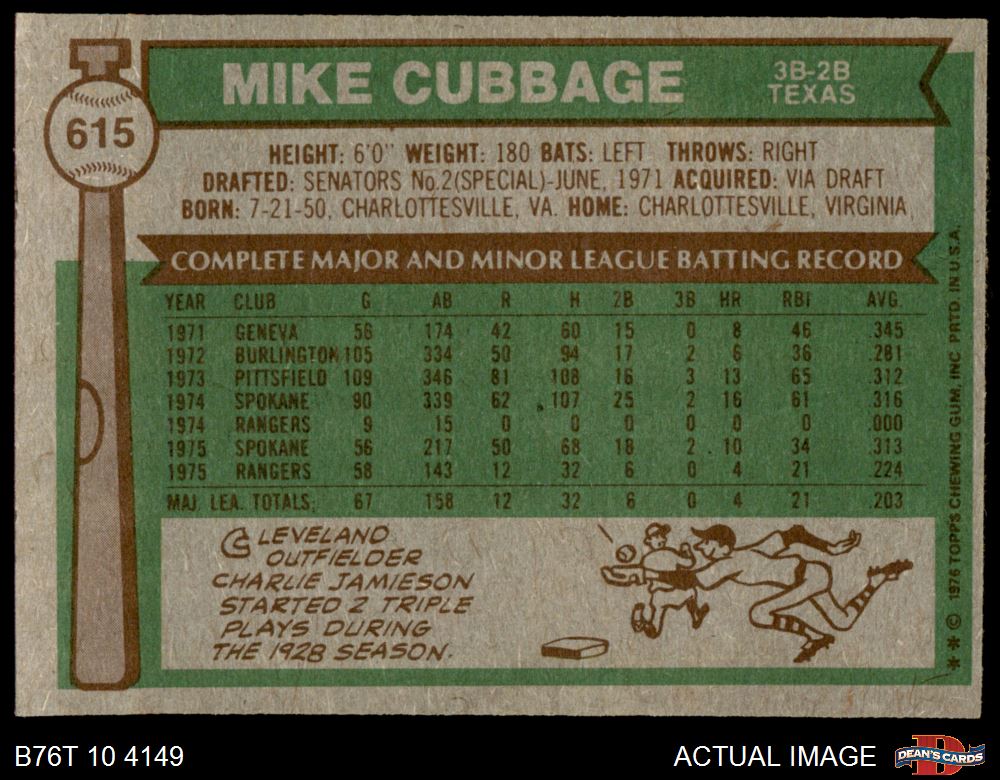 615
MIKE CUBBAGE
3B-2B
TEXAS
HEIGHT: 6'0" WEIGHT: 180 BATS: LEFT THROWS: RIGHT
DRAFTED: SENATORS No.2(SPECIAL)-JUNE, 1971 ACQUIRED: VIA DRAFT
BORN: 7-21-50, CHARLOTTESVILLE, VA. HOME: CHARLOTTESVILLE, VIRGINIA
COMPLETE MAJOR AND MINOR LEAGUE BATTING RECORD
YEAR CLUB G AB R H 2B 3B HR RBI AVG.
1971 GENEVA 56 174 42 60 15 0 8 46 .345
1972 BURLINGTON 105 334 50 94 17 2 6 36 .281
1973 PITTSFIELD 109 346 81 108 16 3 13 65 .312
1974 SPOKANE 90 339 62 107 25 2 16 61 .316
1974 RANGERS 9 15 0 0 0 0 0 0 .000
1975 SPOKANE 56 217 50 68 18 2 10 34 .313
1975 RANGERS 58 143 12 32 6 0 4 21 .224
MAJ. LEA. TOTALS: 67 158 12 32 6 0 4 21 .203
CLEVELAND
OUTFIELDER
CHARLIE JAMIESON
STARTED 2 TRIPLE
PLAYS DURING
THE 1928 SEASON.
** © 1976 TOPPS CHEWING GUM, INC. PRTD. IN U.S.A.
B76T 10 4149
ACTUAL IMAGE
D
DEAN'S CARDS